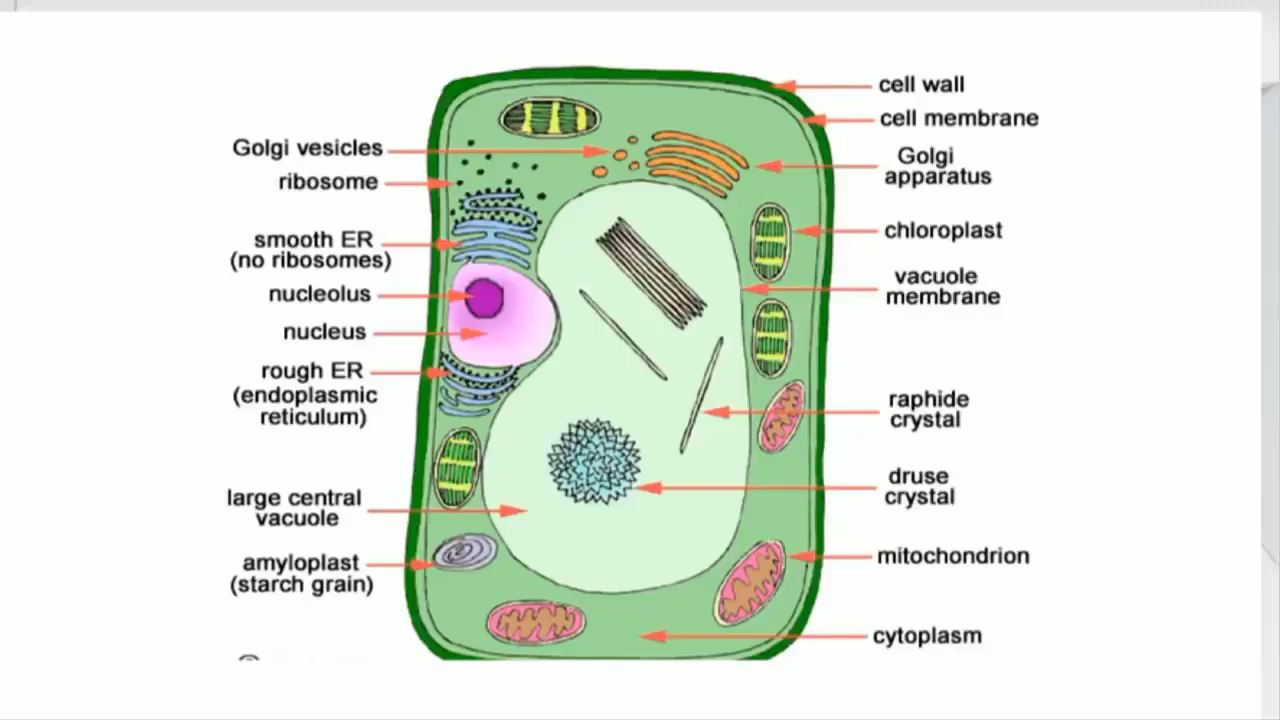 cell wall
cell membrane
Golgi vesicles
Golgi
apparatus
ribosome
chloroplast
smooth ER
(no ribosomes)
vacuole
membrane
nucleolus
nucleus
rough ER
(endoplasmic
reticulum)
raphide
crystal
druse
crystal
large central
vacuole
amyloplast
(starch grain)
mitochondrion
cytoplasm